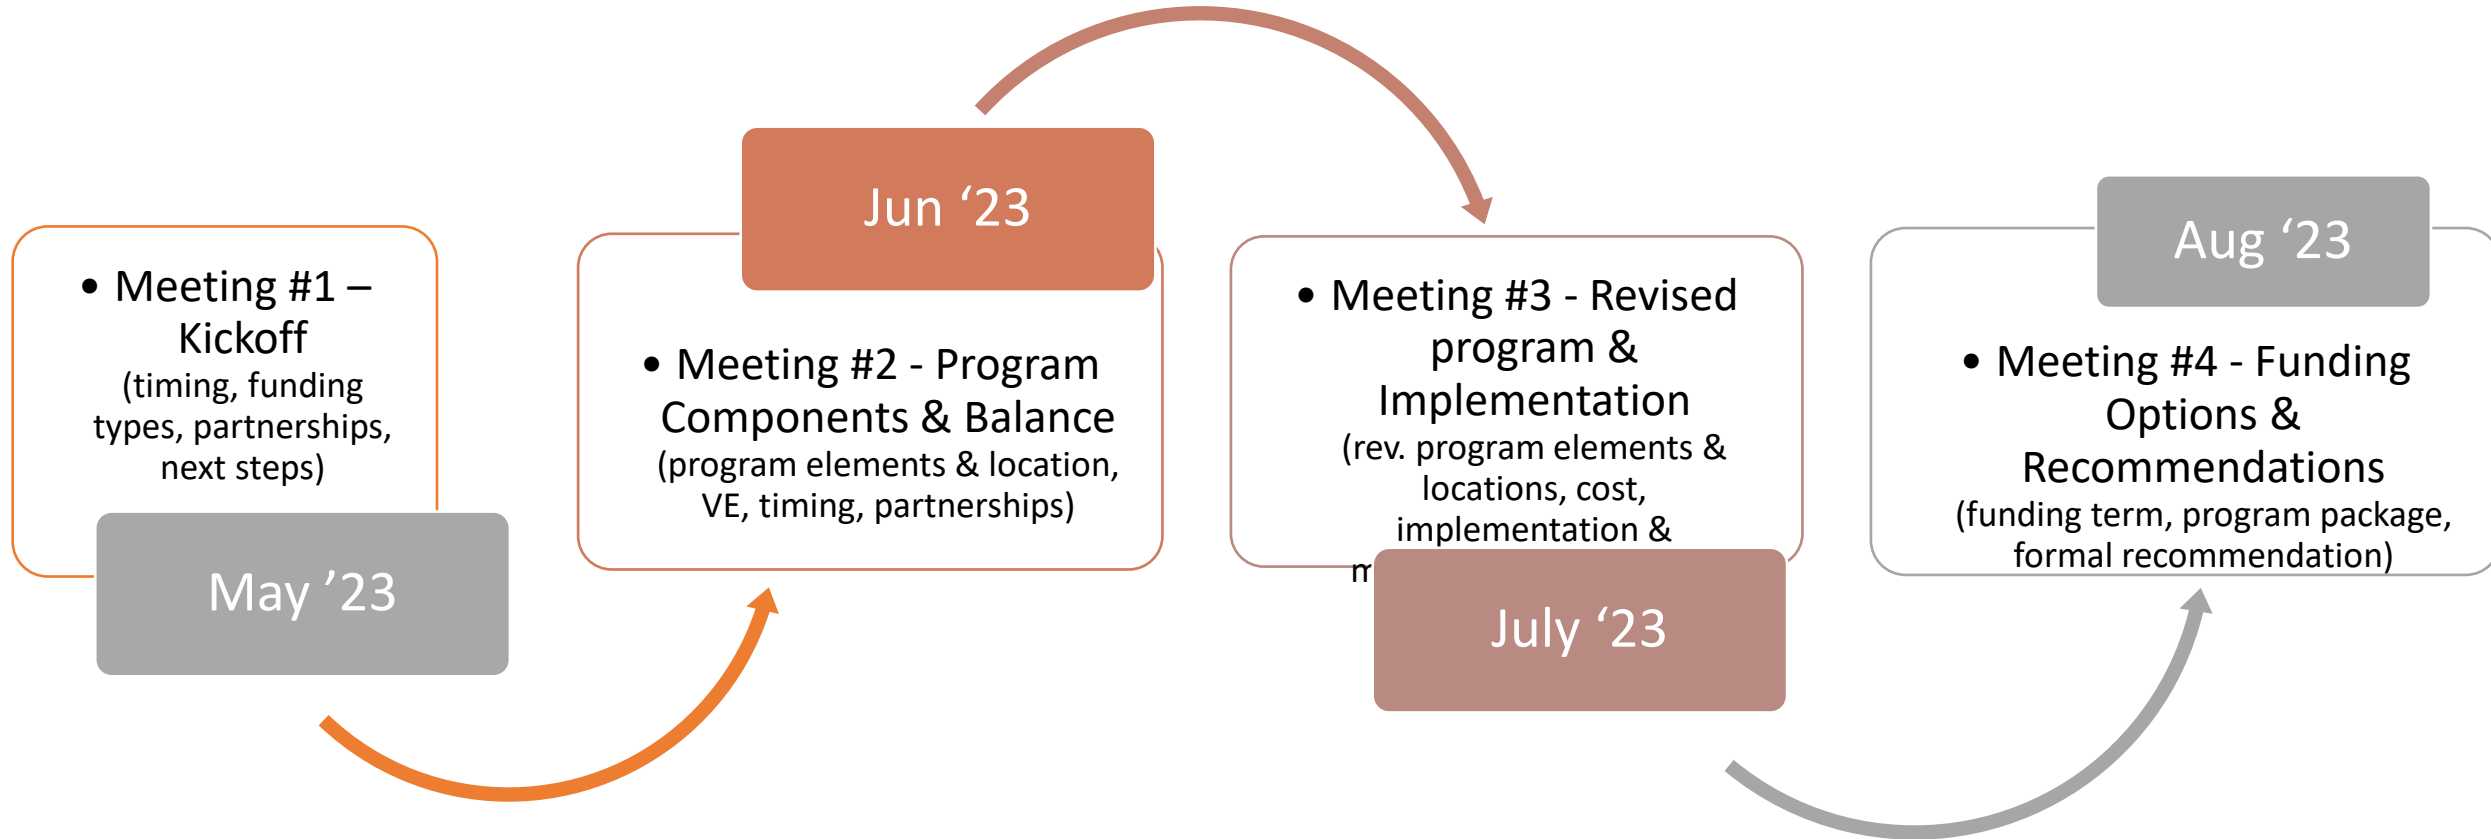 • Meeting #1 –
Kickoff
(timing, funding
types, partnerships,
next steps)
May ’23
Jun ‘23
• Meeting #2 - Program
Components & Balance
(program elements & location,
VE, timing, partnerships)
• Meeting #3 - Revised
program &
Implementation
(rev. program elements &
locations, cost,
implementation &
July ‘23
Aug ‘23
• Meeting #4 - Funding
Options &
Recommendations
(funding term, program package,
formal recommendation)